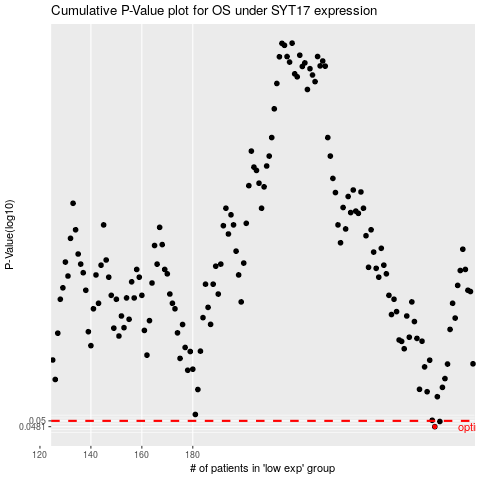 Cumulative P-Value plot for OS under SYT17 expression
P-Value(log10)
0.05
0.0481
opti
120 140 160 180
# of patients in 'low exp' group